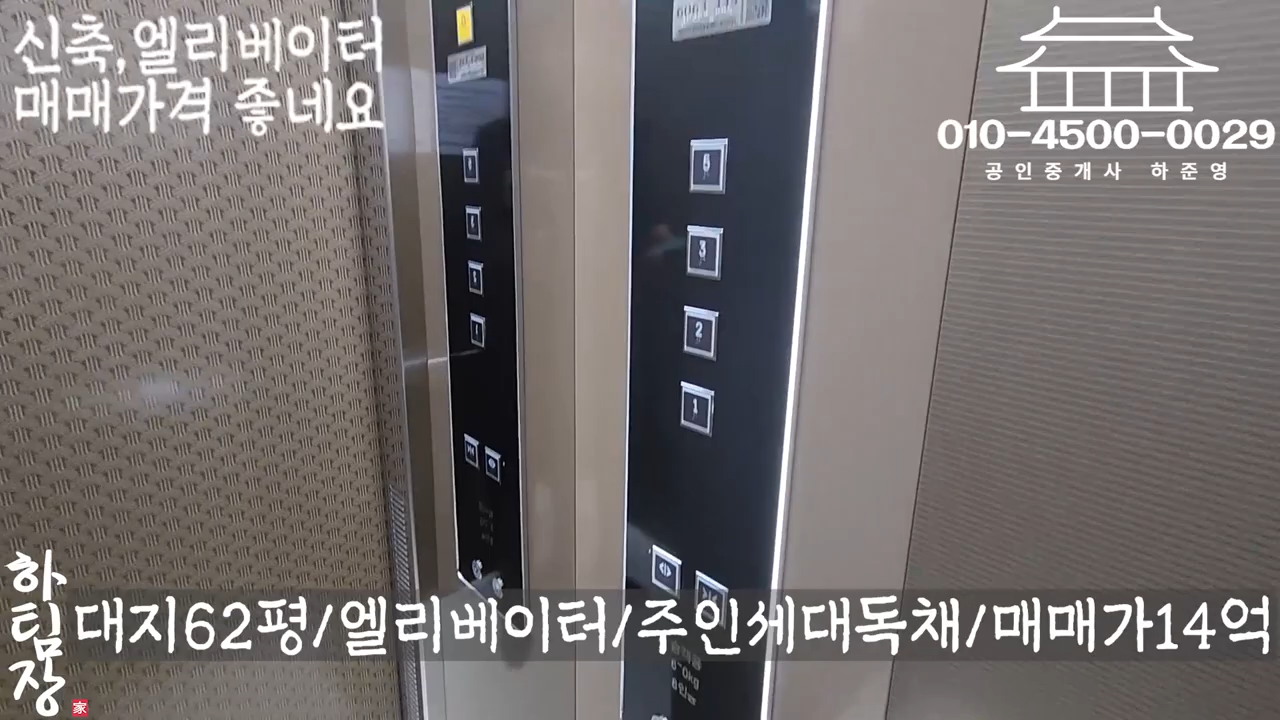 신축,엘리베이터
매매가격 좋네요
010-4500-0029
공인중개사 하준영
5
3
2
1
하팀장
家
대지62평/엘리베이터/주인세대독채/매매가14억